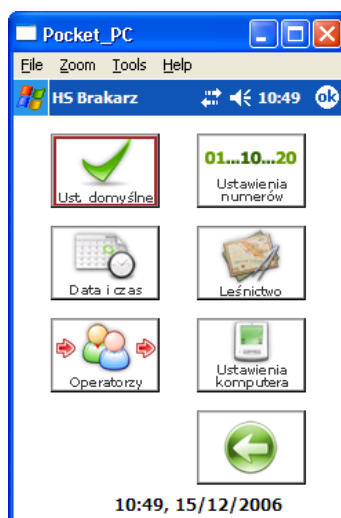 Pocket_PC
File Zoom Tools Help
HS Brakarz 10:49 ok
Ust. domyślne
01...10...20
Ustawienia
numerów
Data i czas
Leśnictwo
Operatorzy
Ustawienia
komputera
10:49, 15/12/2006